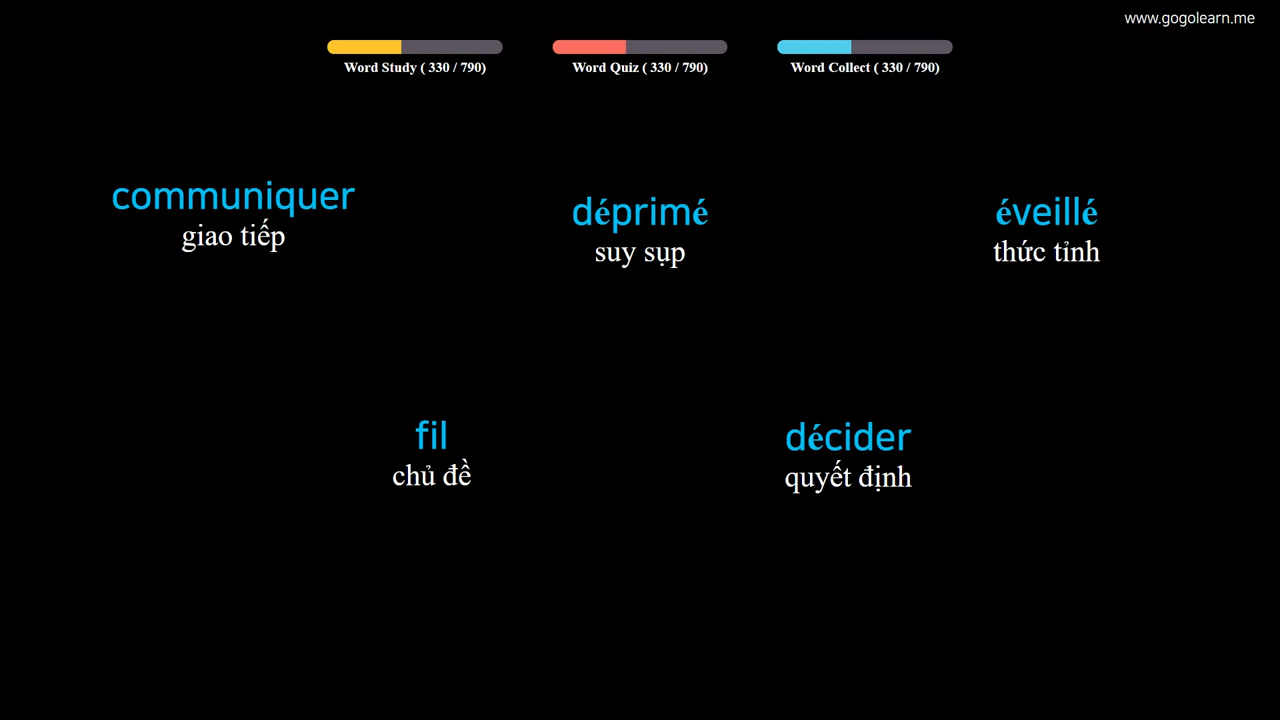 www.gogolearn.me
Word Study ( 330 / 790)
Word Quiz ( 330 / 790)
Word Collect ( 330 / 790)
communiquer
giao tiếp
déprimé
suy sụp
éveillé
thức tỉnh
fil
chủ đề
décider
quyết định